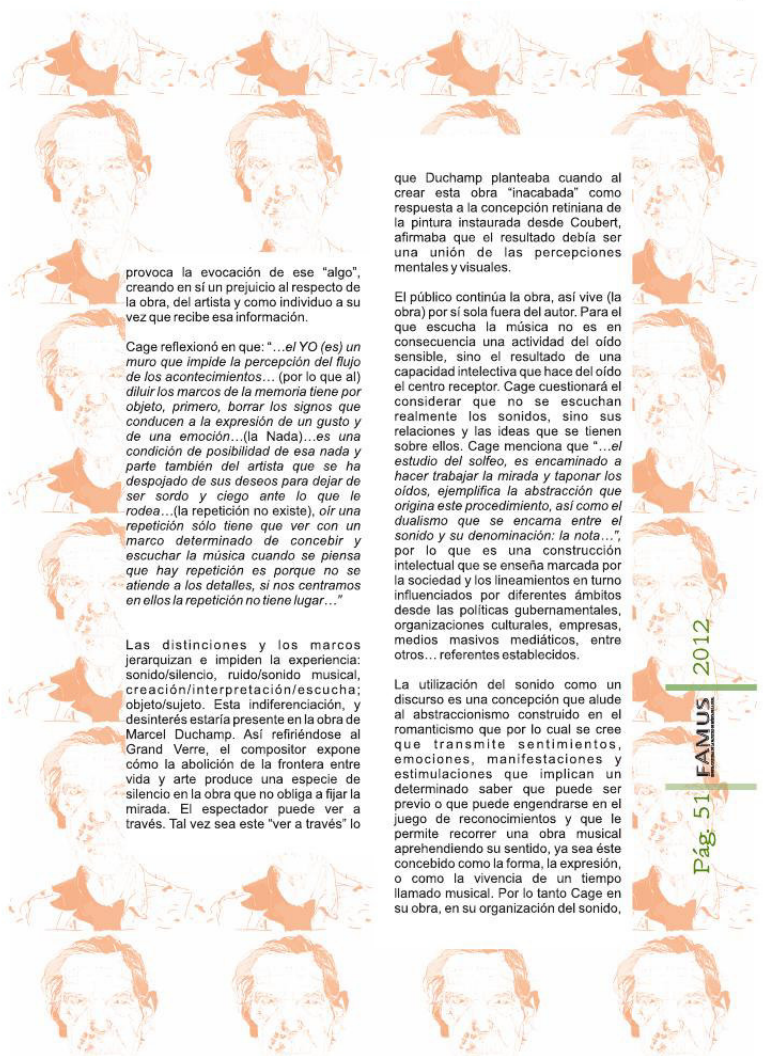 provoca la evocación de ese “algo”,
creando en sí un prejuicio al respecto de
la obra, del artista y como individuo a su
vez que recibe esa información.
Cage reflexionó en que: “…el YO (es) un
muro que impide la percepción del flujo
de los acontecimientos… (por lo que al)
diluir los marcos de la memoria tiene por
objeto, primero, borrar los signos que
conducen a la expresión de un gusto y
de una emoción…(la Nada)…es una
condición de posibilidad de esa nada y
parte también del artista que se ha
despojado de sus deseos para dejar de
ser sordo y ciego ante lo que le
rodea…(la repetición no existe), oír una
repetición sólo tiene que ver con un
marco determinado de concebir y
escuchar la música cuando se piensa
que hay repetición es porque no se
atiende a los detalles, si nos centramos
en ellos la repetición no tiene lugar…”
Las distinciones y los marcos
jerarquizan e impiden la experiencia:
sonido/silencio, ruido/sonido musical,
creación/interpretación/escucha;
objeto/sujeto. Esta indiferenciación, y
desinterés estaría presente en la obra de
Marcel Duchamp. Así refiriéndose al
Grand Verre, el compositor expone
cómo la abolición de la frontera entre
vida y arte produce una especie de
silencio en la obra que no obliga a fijar la
mirada. El espectador puede ver a
través. Tal vez sea este “ver a través” lo
que Duchamp planteaba cuando al
crear esta obra “inacabada” como
respuesta a la concepción retiniana de
la pintura instaurada desde Coubert,
afirmaba que el resultado debía ser
una unión de las percepciones
mentales y visuales.
El público continúa la obra, así vive (la
obra) por sí sola fuera del autor. Para el
que escucha la música no es en
consecuencia una actividad del oído
sensible, sino el resultado de una
capacidad intelectiva que hace del oído
el centro receptor. Cage cuestionará el
considerar que no se escuchan
realmente los sonidos, sino sus
relaciones y las ideas que se tienen
sobre ellos. Cage menciona que “…el
estudio del solfeo, es encaminado a
hacer trabajar la mirada y taponar los
oídos, ejemplifica la abstracción que
origina este procedimiento, así como el
dualismo que se encarna entre el
sonido y su denominación: la nota…”,
por lo que es una construcción
intelectual que se enseña marcada por
la sociedad y los lineamientos en turno
influenciados por diferentes ámbitos
desde las políticas gubernamentales,
organizaciones culturales, empresas,
medios masivos mediáticos, entre
otros… referentes establecidos.
La utilización del sonido como un
discurso es una concepción que alude
al abstraccionismo construido en el
romanticismo que por lo cual se cree
que transmite sentimientos,
emociones, manifestaciones y
estimulaciones que implican un
determinado saber que puede ser
previo o que puede engendrarse en el
juego de reconocimientos y que le
permite recorrer una obra musical
aprehendiendo su sentido, ya sea éste
concebido como la forma, la expresión,
o como la vivencia de un tiempo
llamado musical. Por lo tanto Cage en
su obra, en su organización del sonido,
Pág. 51 FAMUS 2012